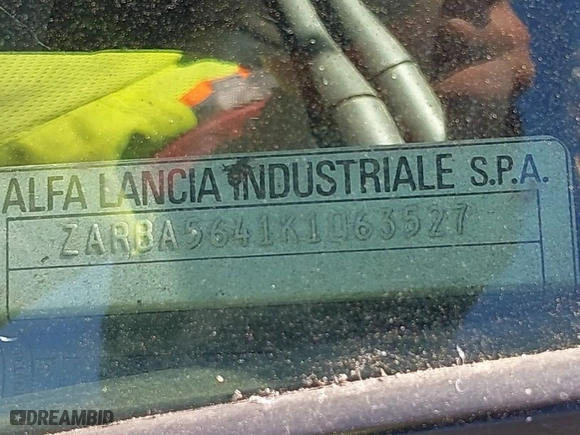 ALFA LANCIA INDUSTRIALE S.P.A.
ZARBA5641K1063527
DREAMBID